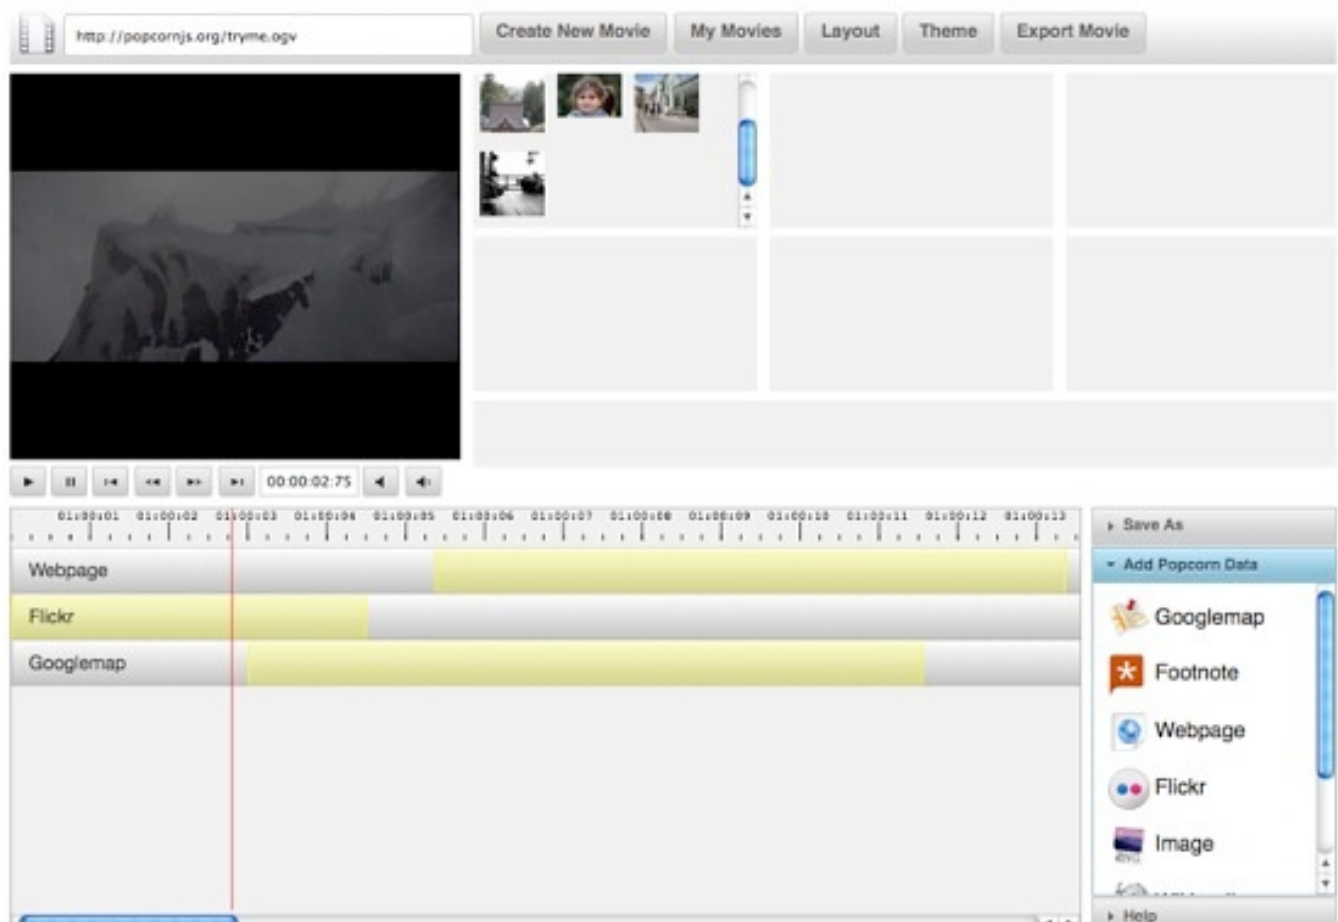 http://popcornjs.org/tryme.ogv
Create New Movie
My Movies
Layout
Theme
Export Movie
00:00:02:75
01:00:01 01:00:02 01:00:03 01:00:04 01:00:05 01:00:06 01:00:07 01:00:08 01:00:09 01:00:10 01:00:11 01:00:12 01:00:13
Webpage
Flickr
Googlemap
Save As
Add Popcorn Data
Googlemap
Footnote
Webpage
Flickr
Image
Help